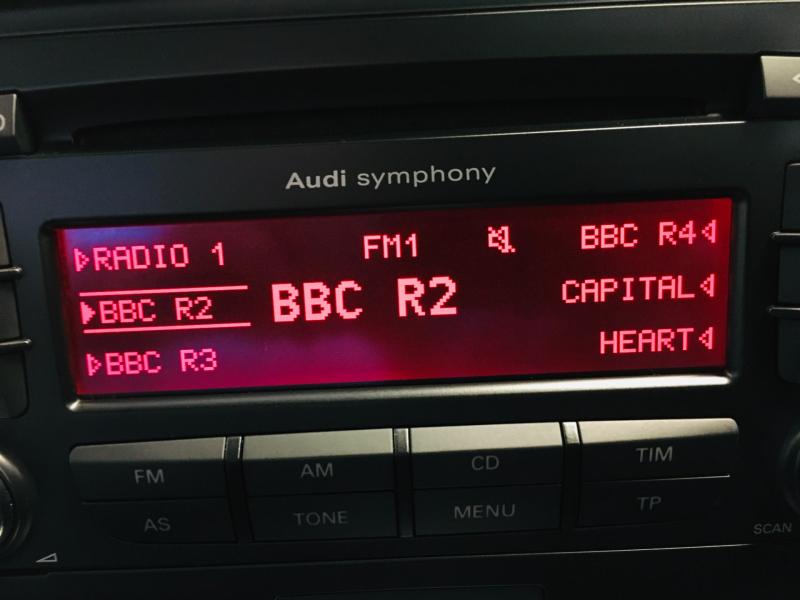 Audi symphony
RADIO 1
FM1
BBC R4
BBC R2
BBC R2
CAPITAL
BBC R3
HEART
FM
AM
CD
TIM
AS
TONE
MENU
TP
SCAN